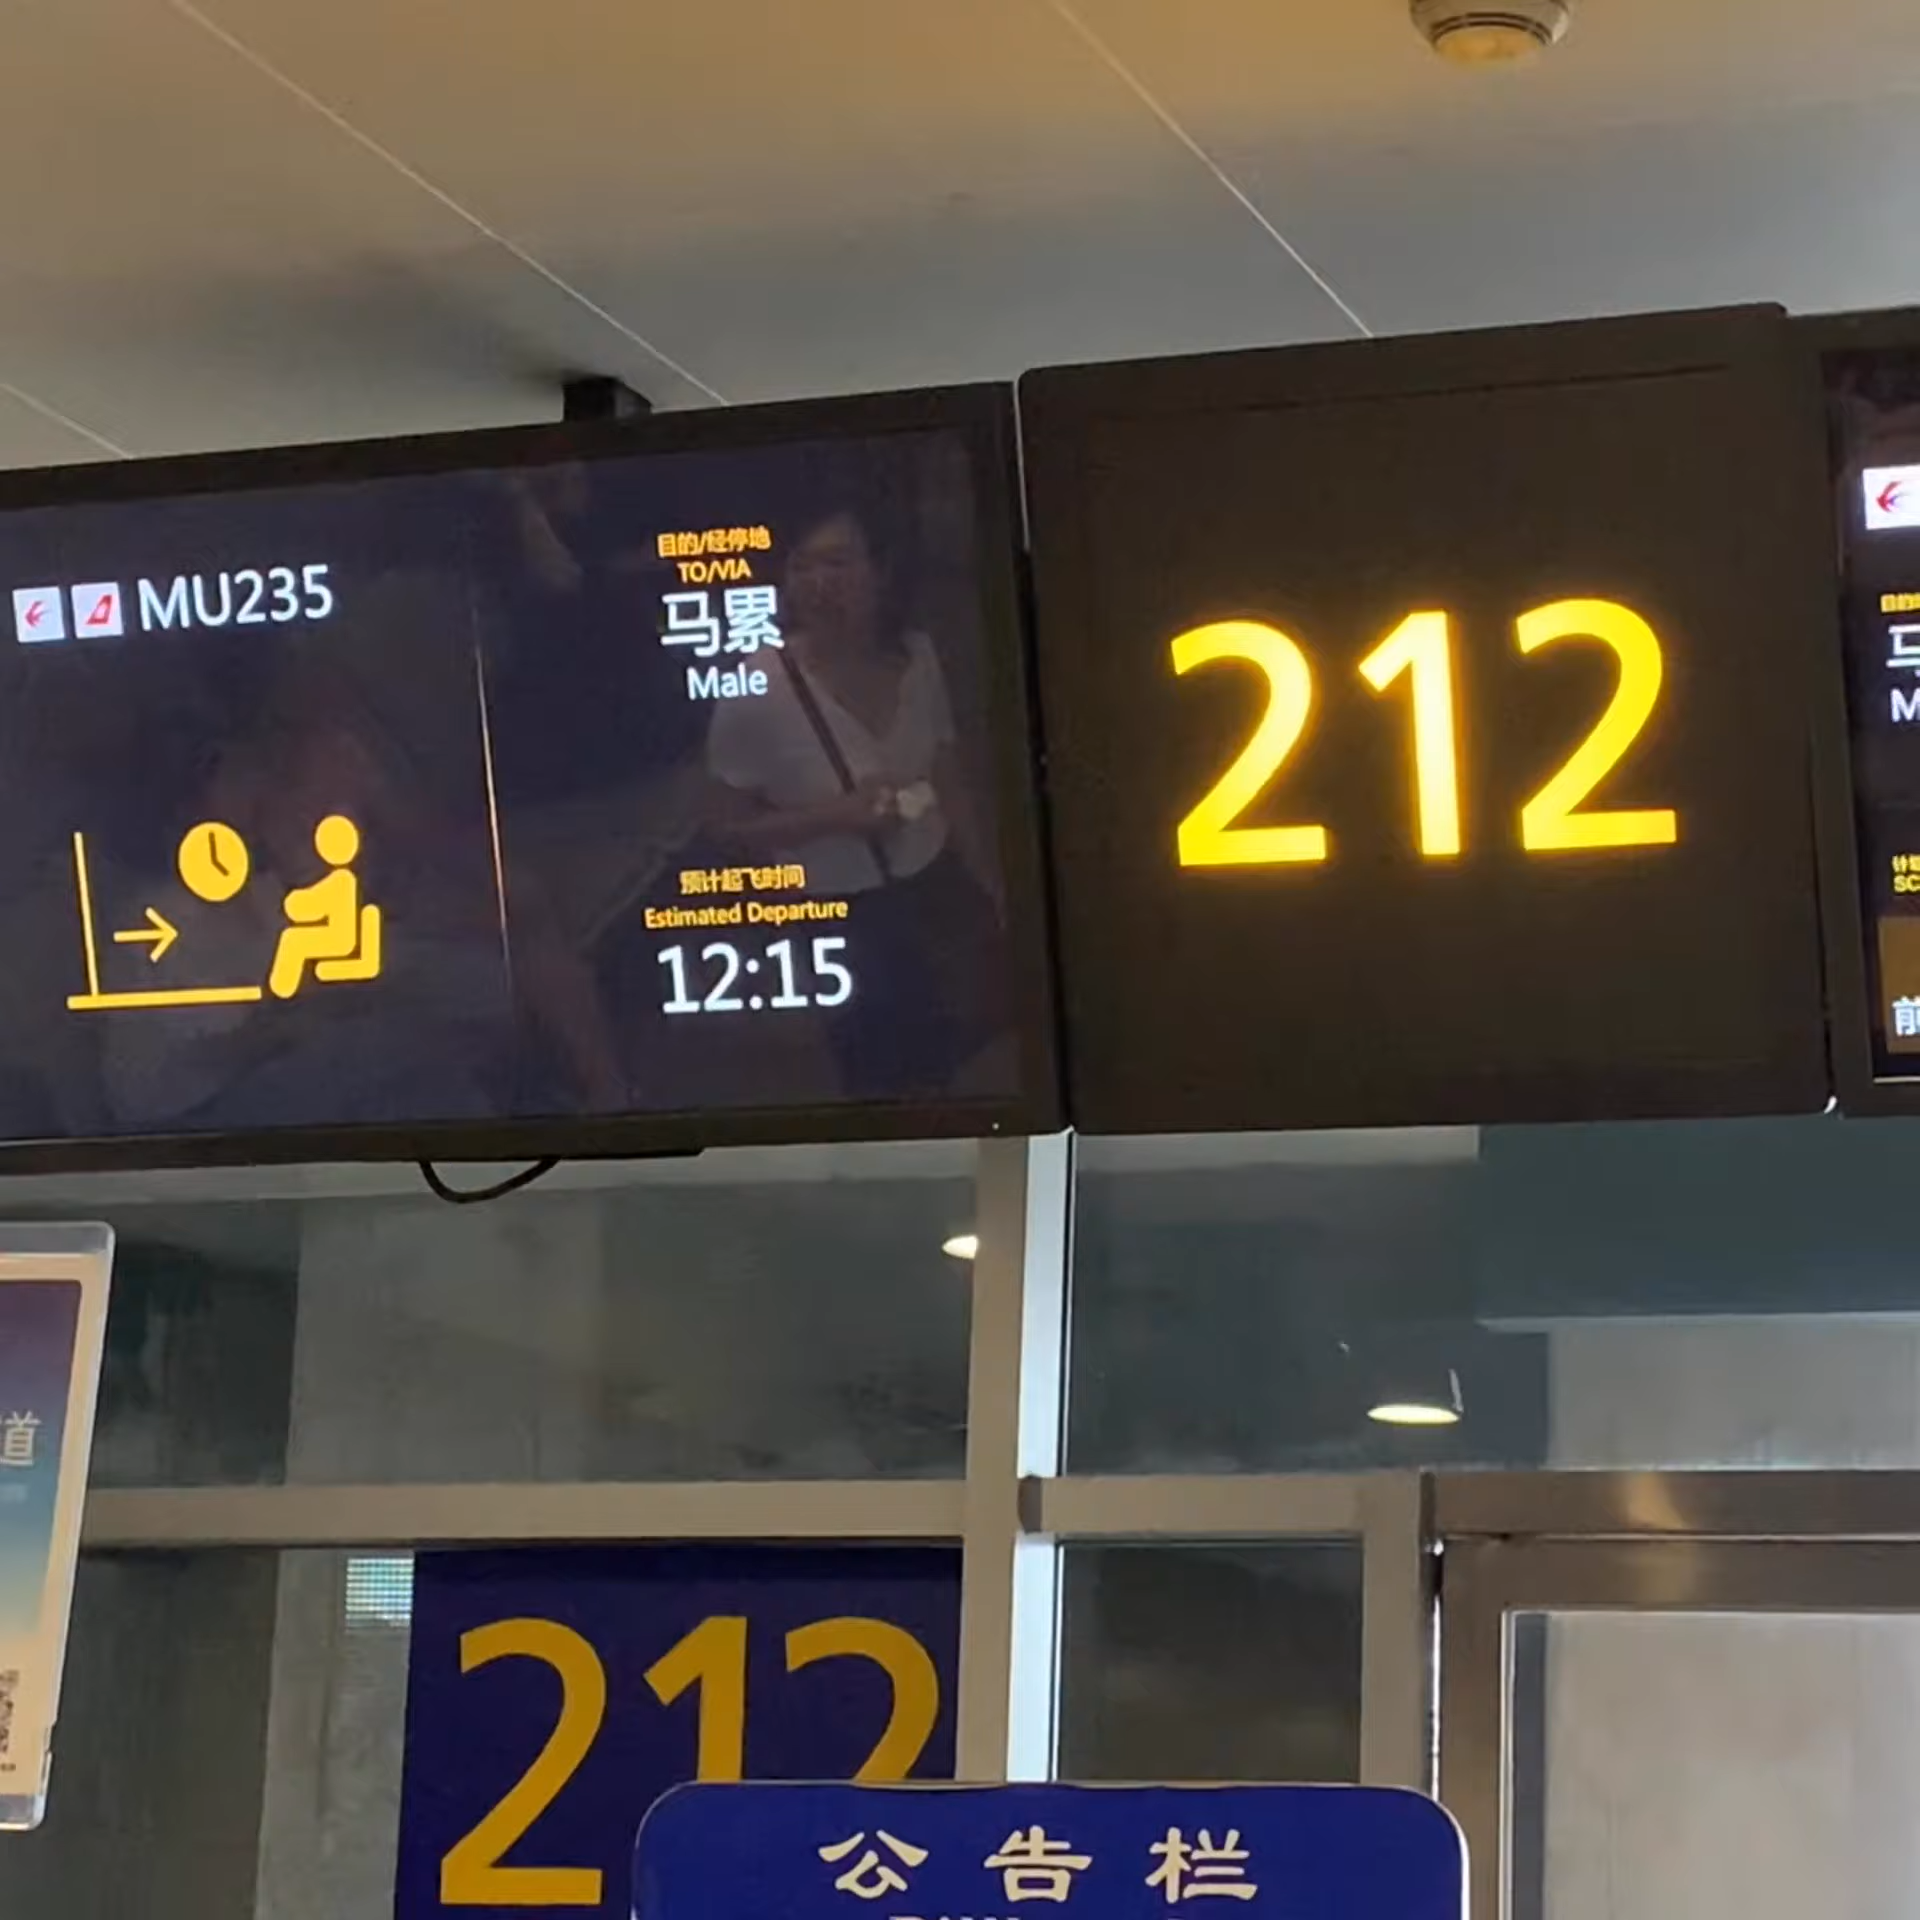 MU235
目的/经停地
TO/VIA
马累
Male
预计起飞时间
Estimated Departure
12:15
212
212
公告栏